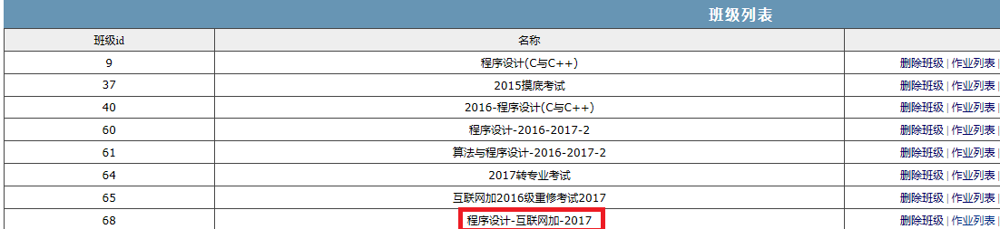 班级列表
班级id 名称
9 程序设计(C与C++) 删除班级 | 作业列表 |
37 2015摸底考试 删除班级 | 作业列表 |
40 2016-程序设计(C与C++) 删除班级 | 作业列表 |
60 程序设计-2016-2017-2 删除班级 | 作业列表 |
61 算法与程序设计-2016-2017-2 删除班级 | 作业列表 |
64 2017转专业考试 删除班级 | 作业列表 |
65 互联网加2016级重修考试2017 删除班级 | 作业列表 |
68 程序设计-互联网加-2017 删除班级 | 作业列表 |